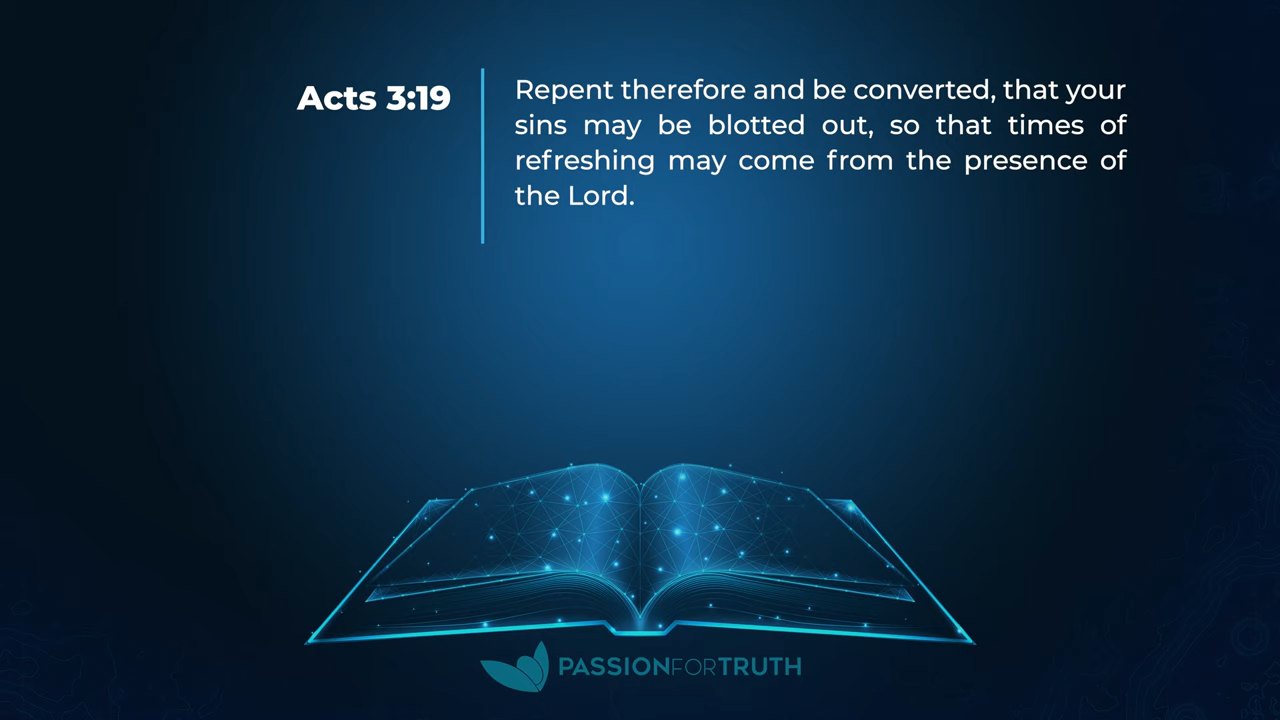 Acts 3:19
Repent therefore and be converted, that your
sins may be blotted out, so that times of
refreshing may come from the presence of
the Lord.
PASSIONFORTRUTH